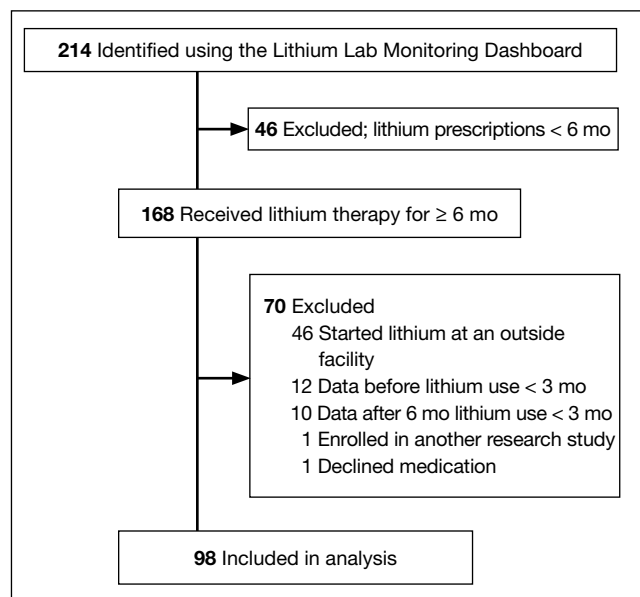 214 Identified using the Lithium Lab Monitoring Dashboard
46 Excluded; lithium prescriptions < 6 mo
168 Received lithium therapy for ≥ 6 mo
70 Excluded
46 Started lithium at an outside
facility
12 Data before lithium use < 3 mo
10 Data after 6 mo lithium use < 3 mo
1 Enrolled in another research study
1 Declined medication
98 Included in analysis